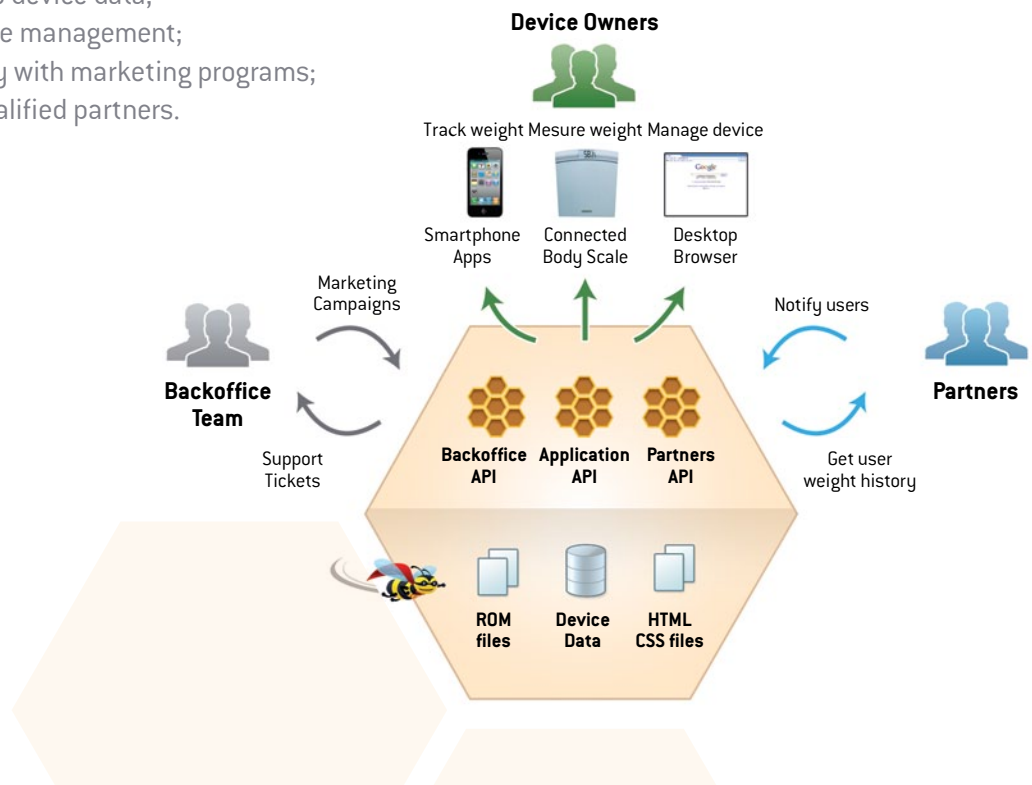 device data;
e management;
with marketing programs;
alified partners.
Device Owners
Track weight Mesure weight Manage device
Google
Smartphone Apps
Connected Body Scale
Desktop Browser
Marketing
Campaigns
Notify users
Backoffice
Team
Partners
Support
Tickets
Get user
weight history
Backoffice
API
Application
API
Partners
API
ROM
files
Device
Data
HTML
CSS files